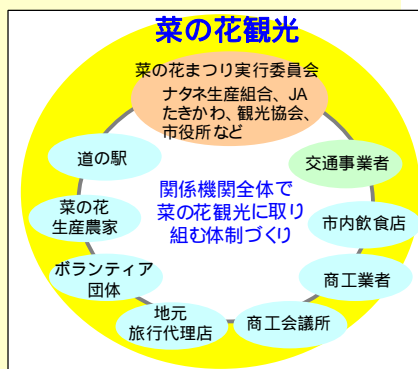 菜の花観光
菜の花まつり実行委員会
ナタネ生産組合、JA
たきかわ、観光協会、
市役所など
道の駅
交通事業者
菜の花
生産農家
関係機関全体で
菜の花観光に取り
組む体制づくり
市内飲食店
ボランティア
団体
商工業者
地元
旅行代理店
商工会議所